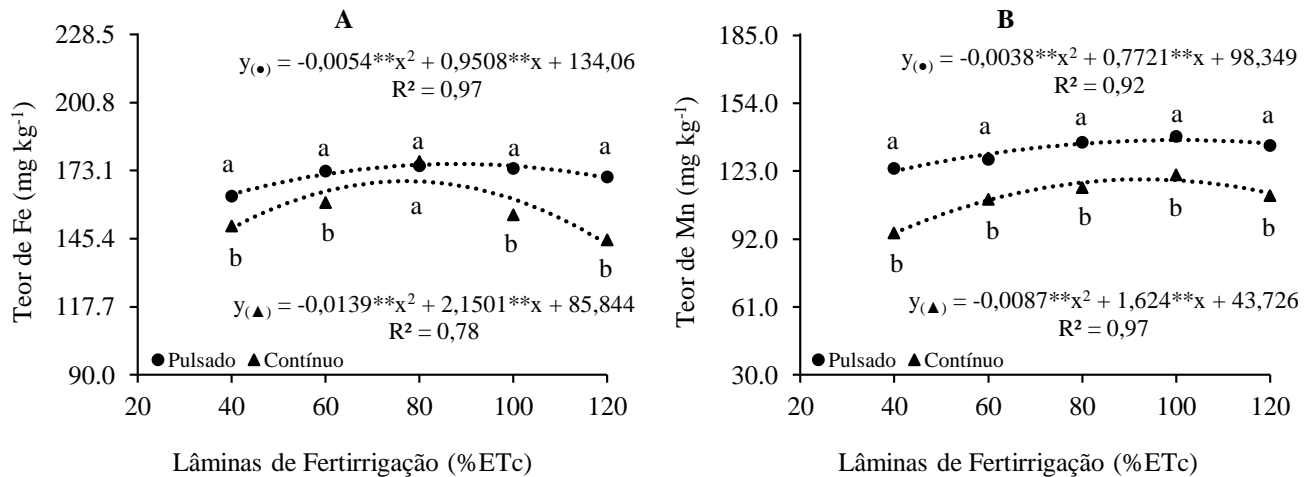 A
y(●) = -0,0054**x² + 0,9508**x + 134,06
R² = 0,97
228.5
200.8
173.1
145.4
117.7
90.0
Teor de Fe (mg kg⁻¹)
a
a
a
a
a
b
b
a
b
b
y(▲) = -0,0139**x² + 2,1501**x + 85,844
R² = 0,78
● Pulsado ▲ Contínuo
20 40 60 80 100 120
Lâminas de Fertirrigação (%ETc)
B
y(●) = -0,0038**x² + 0,7721**x + 98,349
R² = 0,92
185.0
154.0
123.0
92.0
61.0
30.0
Teor de Mn (mg kg⁻¹)
a
a
a
a
a
b
b
b
b
b
y(▲) = -0,0087**x² + 1,624**x + 43,726
R² = 0,97
● Pulsado ▲ Contínuo
20 40 60 80 100 120
Lâminas de Fertirrigação (%ETc)